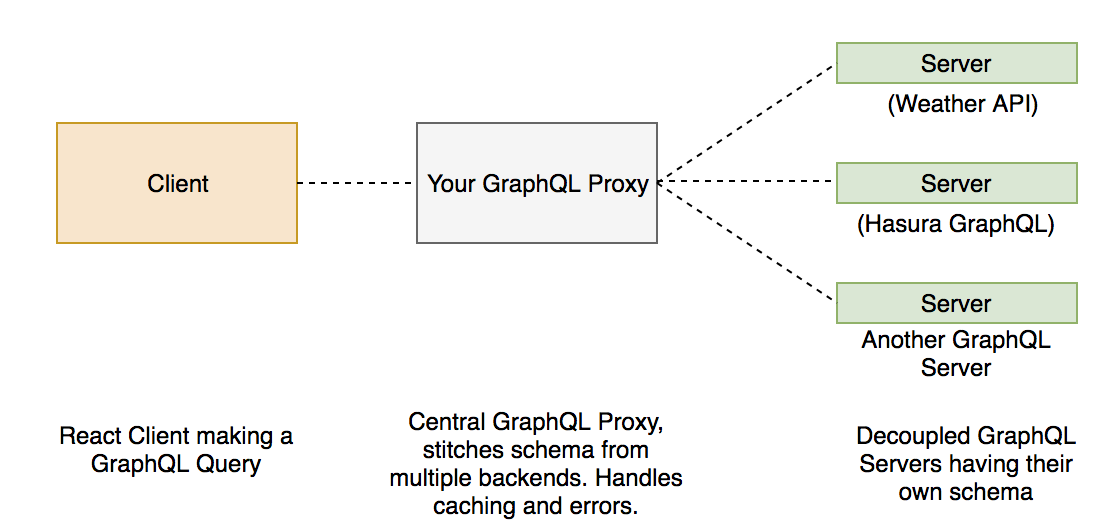 Server
(Weather API)
Client
Your GraphQL Proxy
Server
(Hasura GraphQL)
Server
Another GraphQL
Server
React Client making a
GraphQL Query
Central GraphQL Proxy,
stitches schema from
multiple backends. Handles
caching and errors.
Decoupled GraphQL
Servers having their
own schema